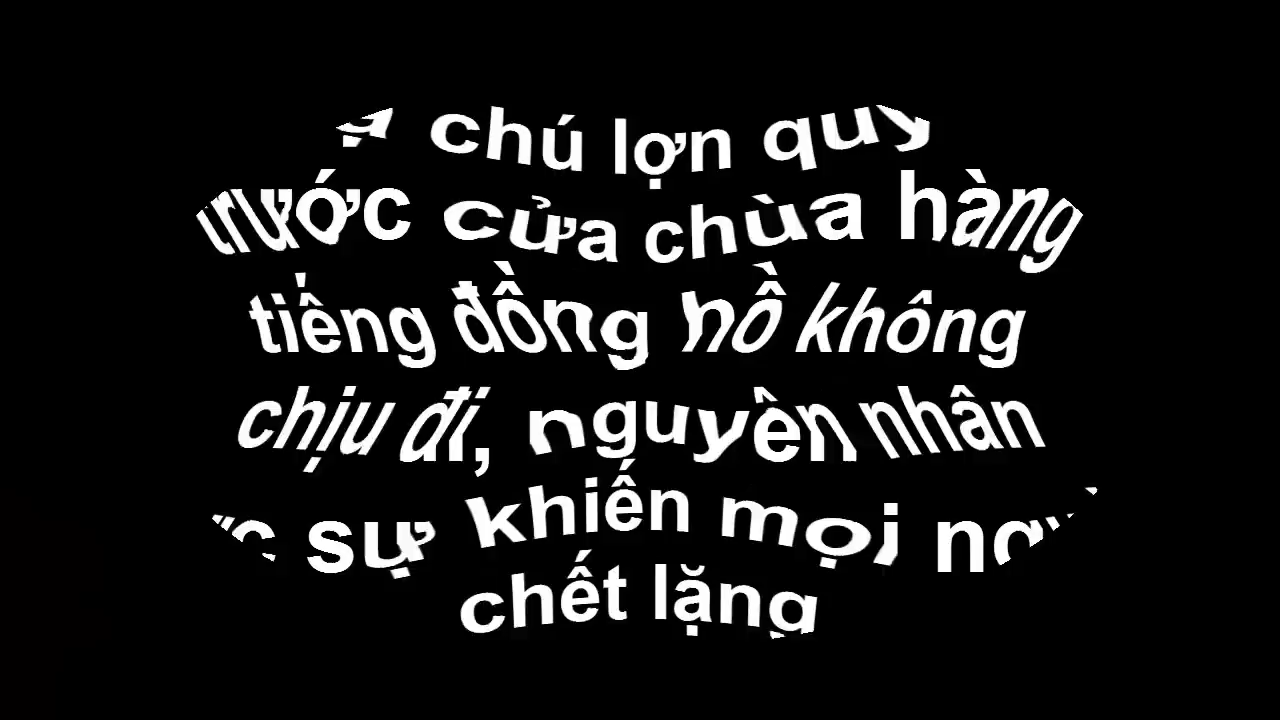 chú lợn quỳ
trước cửa chùa hàng
tiếng đồng hồ không
chịu đi, nguyên nhân
sự khiến mọi
chết lặng